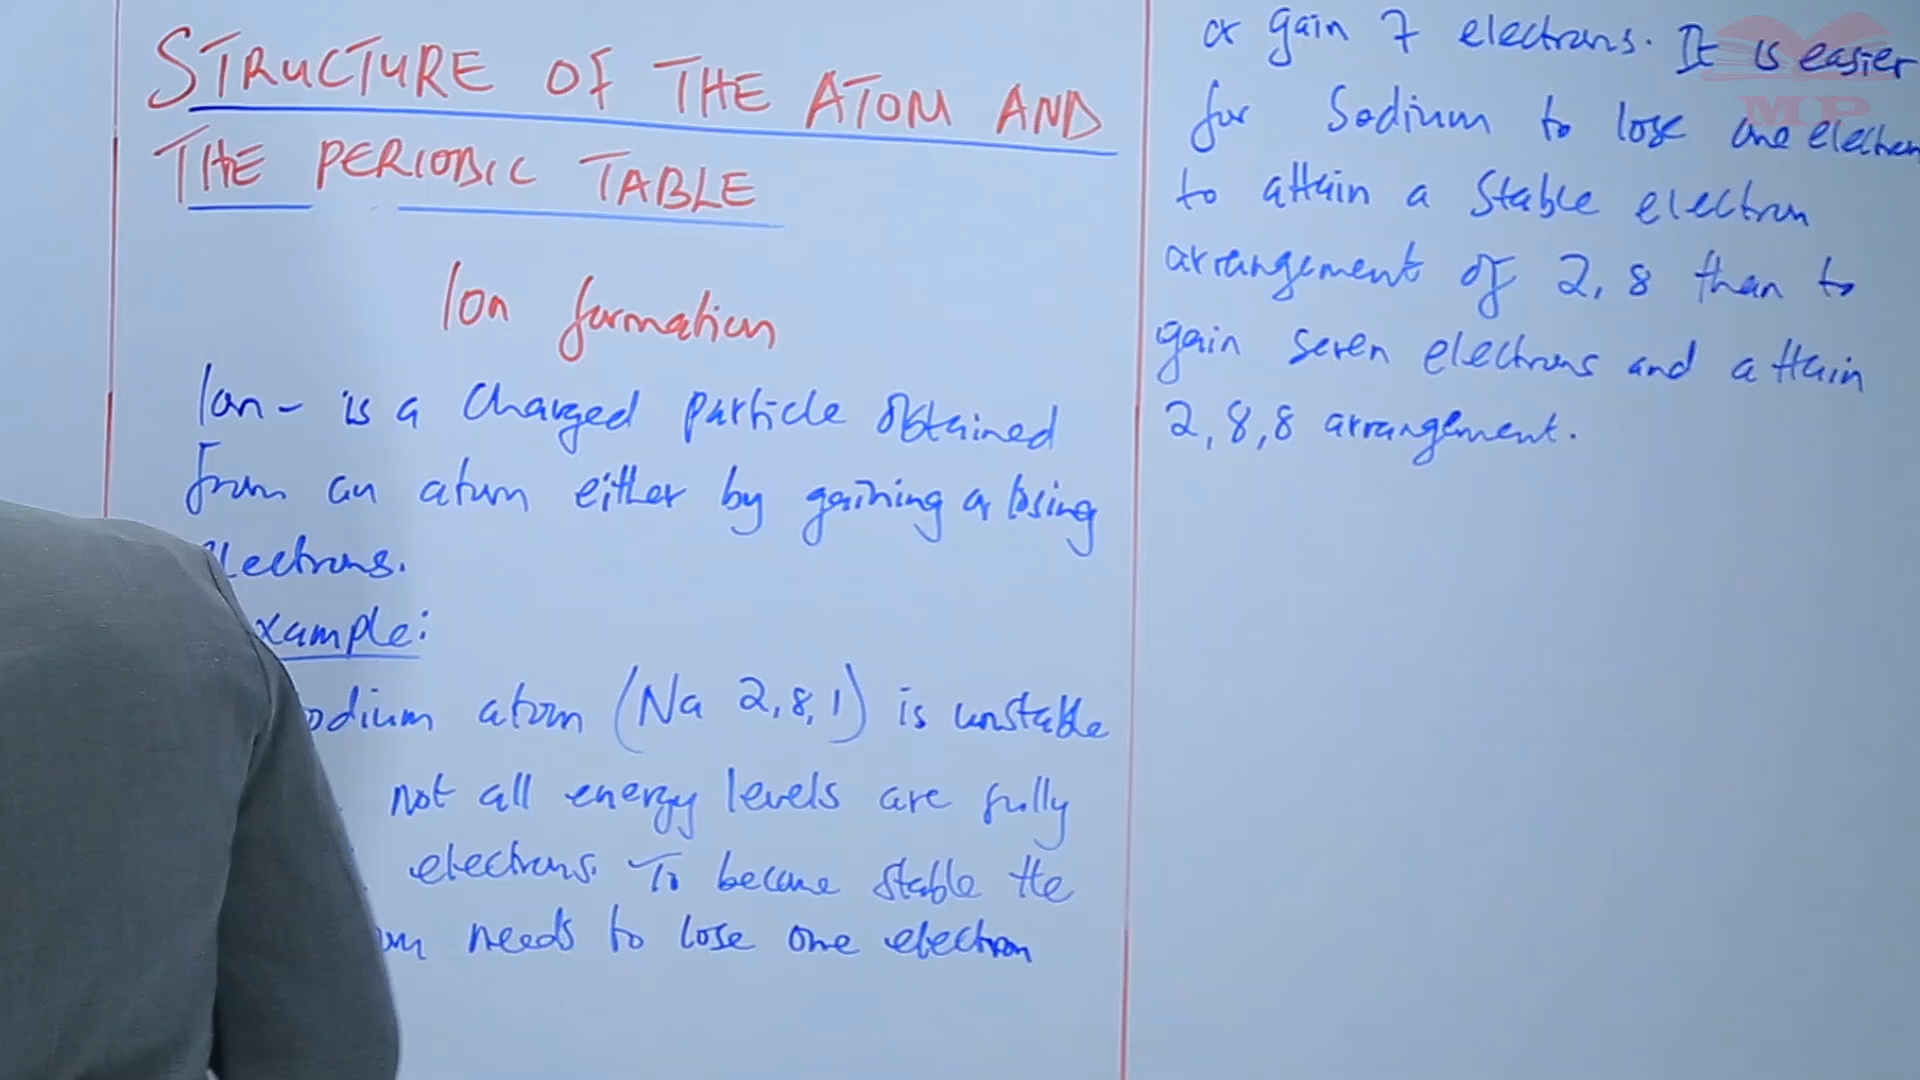 STRUCTURE OF THE ATOM AND
THE PERIODIC TABLE
Ion formation
Ion - is a charged particle obtained
from an atom either by gaining or losing
lectrons.
xample:
odium atom (Na 2,8,1) is unstable
not all energy levels are fully
electrons. To become stable the
needs to lose one electron
or gain 7 electrons. It is easier
for Sodium to lose one electron
to attain a stable electron
arrangement of 2, 8 than to
gain seven electrons and attain
2,8,8 arrangement.
MP